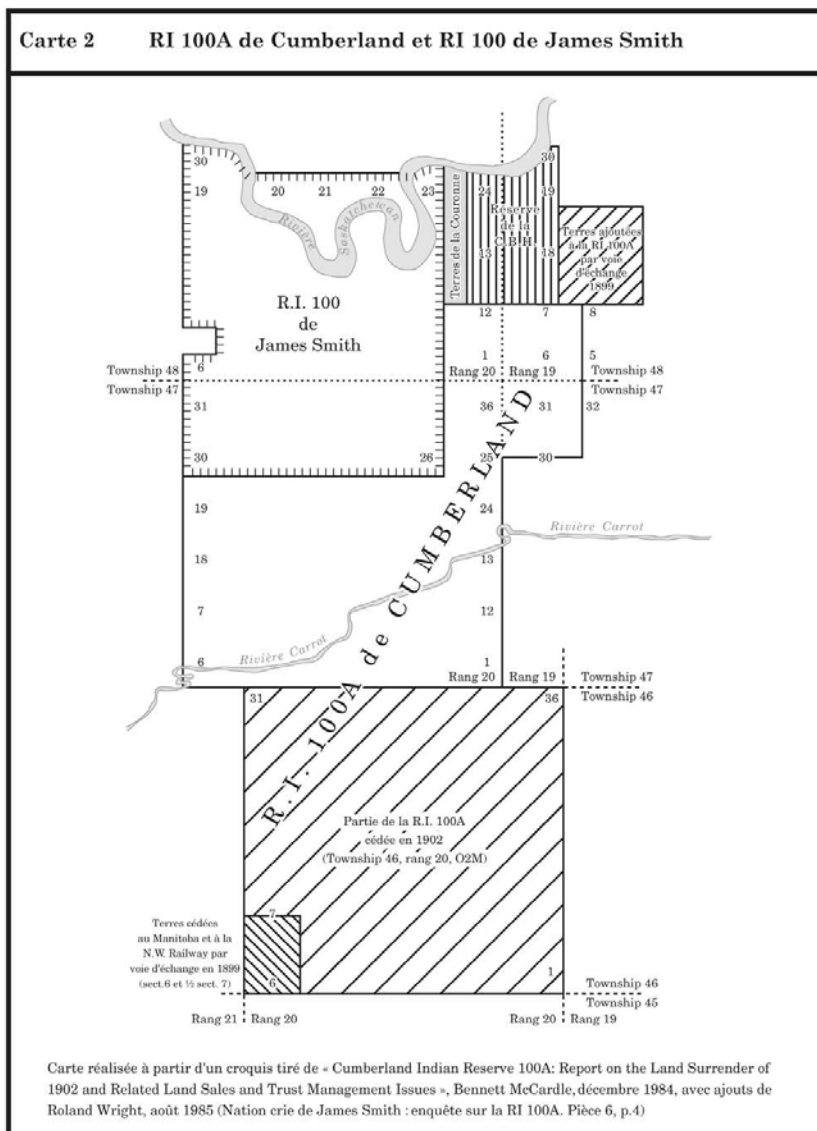 Carte 2 RI 100A de Cumberland et RI 100 de James Smith
30
19
20
21
22
23
Rivière
Saskatchewan
Terres de la Couronne
24
13
Réserve
de la
C.B.H.
30
19
18
Terres ajoutées
à la RI 100A
par voie
d'échange
1899
R.I. 100
de
James Smith
12
7
8
6
1
6
5
Township 48
Rang 20
Rang 19
Township 48
Township 47
Township 47
31
36
31
32
30
26
25
30
R.I. 100A de CUMBERLAND
19
24
Rivière Carrot
18
13
7
12
Rivière Carrot
6
1
Rang 20
Rang 19
Township 47
Township 46
31
36
Partie de la R.I. 100A
cédée en 1902
(Township 46, rang 20, O2M)
Terres cédées
au Manitoba et à la
N.W. Railway par
voie d'échange en 1899
(sect.6 et ½ sect. 7)
7
6
1
Township 46
Township 45
Rang 21
Rang 20
Rang 20
Rang 19
Carte réalisée à partir d'un croquis tiré de « Cumberland Indian Reserve 100A: Report on the Land Surrender of
1902 and Related Land Sales and Trust Management Issues », Bennett McCardle, décembre 1984, avec ajouts de
Roland Wright, août 1985 (Nation crie de James Smith : enquête sur la RI 100A. Pièce 6, p.4)